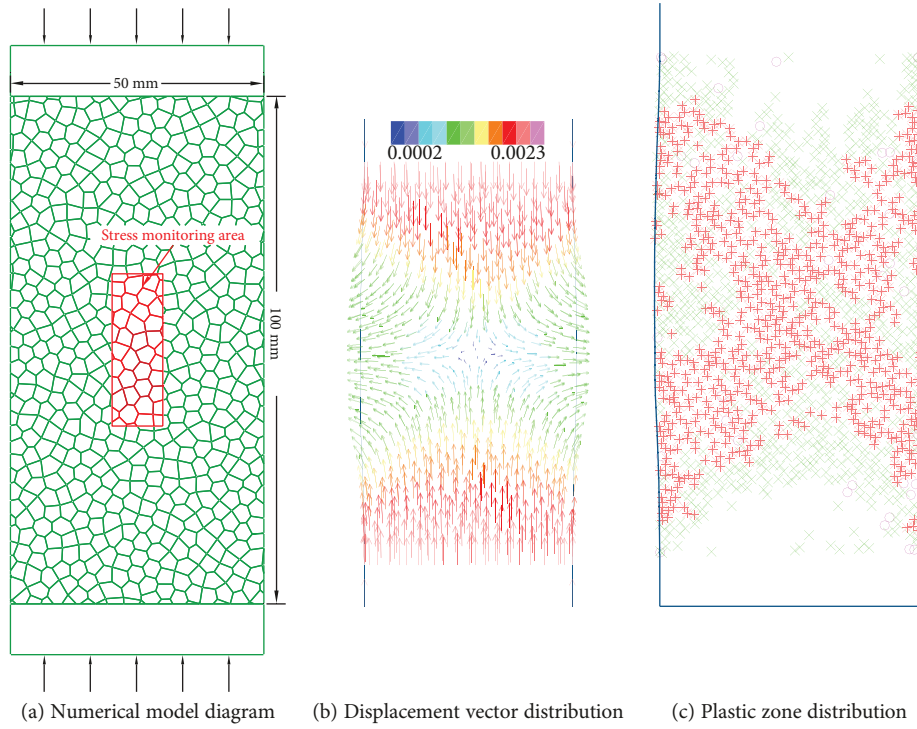 50 mm
Stress monitoring area
100 mm
0.0002 0.0023
(a) Numerical model diagram
(b) Displacement vector distribution
(c) Plastic zone distribution